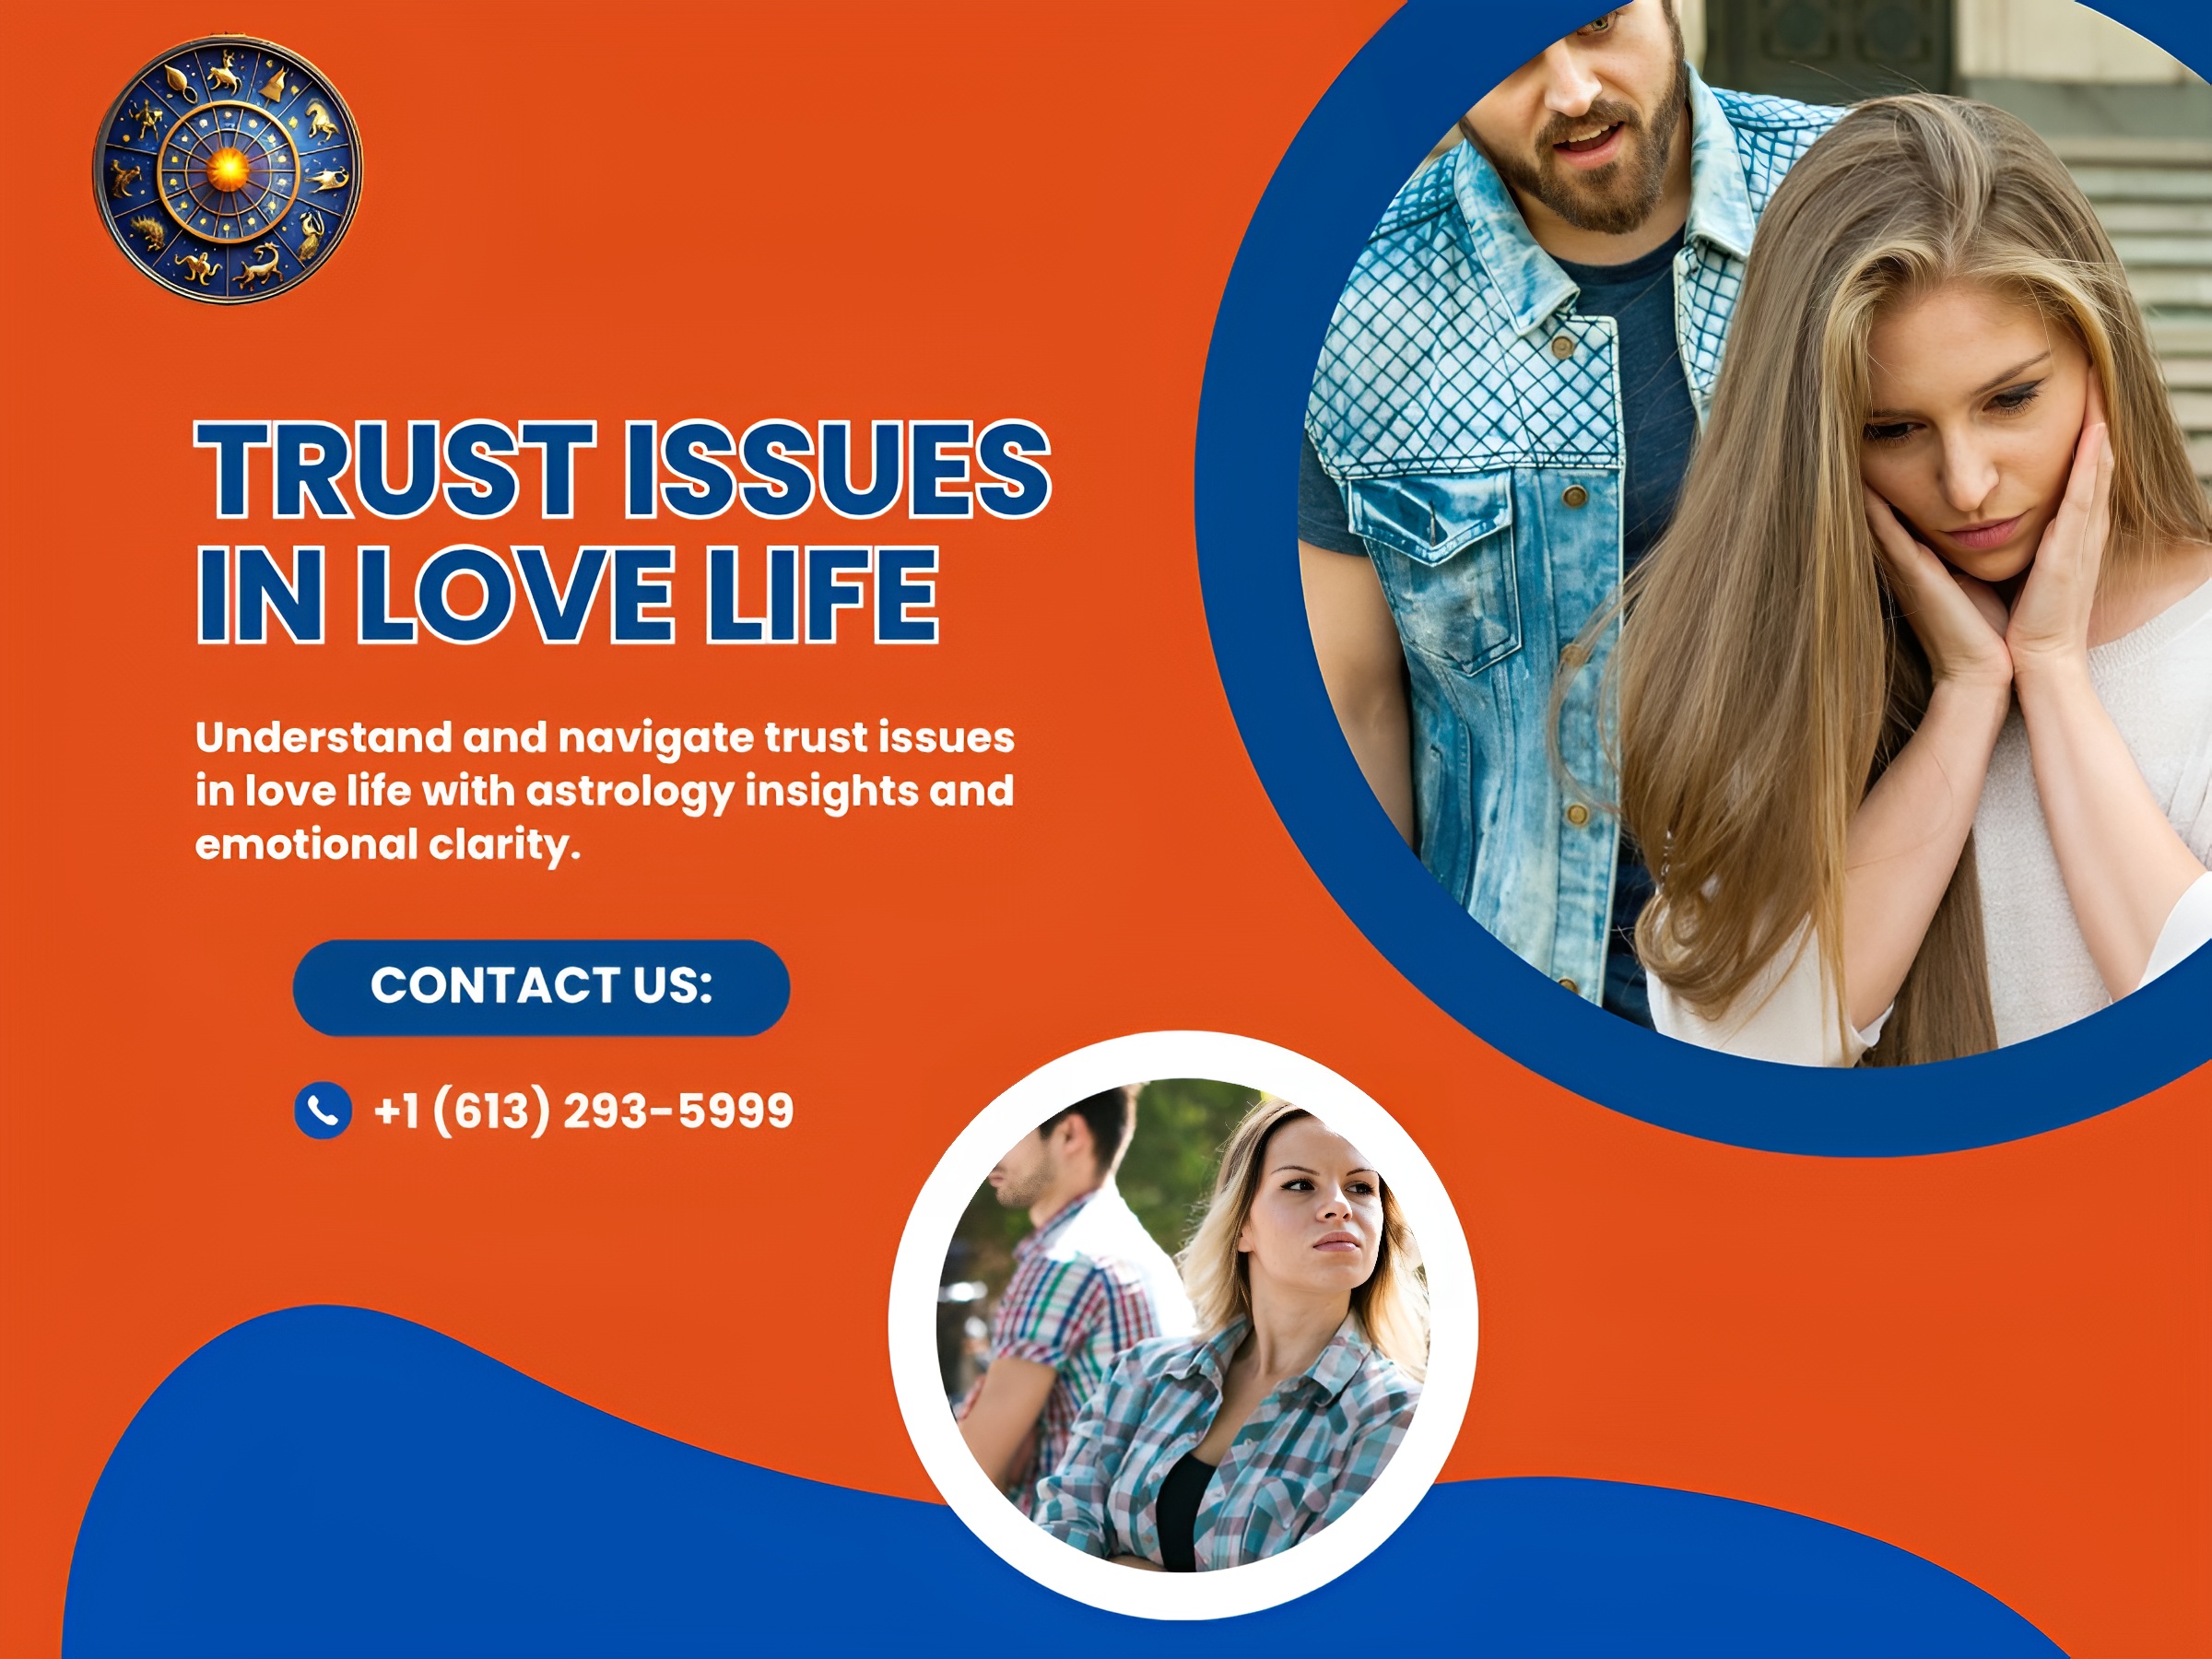 TRUST ISSUES
IN LOVE LIFE
Understand and navigate trust issues
in love life with astrology insights and
emotional clarity.
CONTACT US:
+1 (613) 293-5999